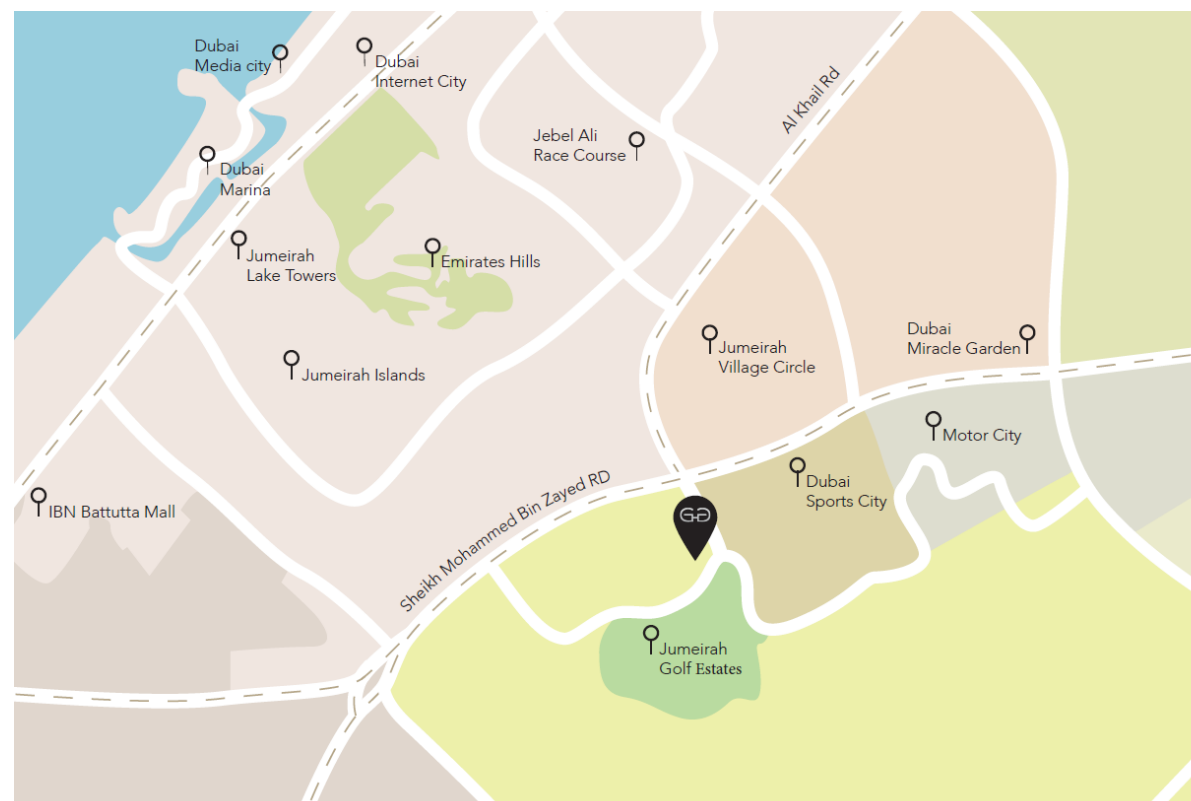 Dubai
Media city
Dubai
Internet City
Al Khail Rd
Jebel Ali
Race Course
Dubai
Marina
Jumeirah
Lake Towers
Emirates Hills
Jumeirah
Village Circle
Dubai
Miracle Garden
Jumeirah Islands
Motor City
Dubai
Sports City
IBN Battutta Mall
Sheikh Mohammed Bin Zayed RD
Jumeirah
Golf Estates